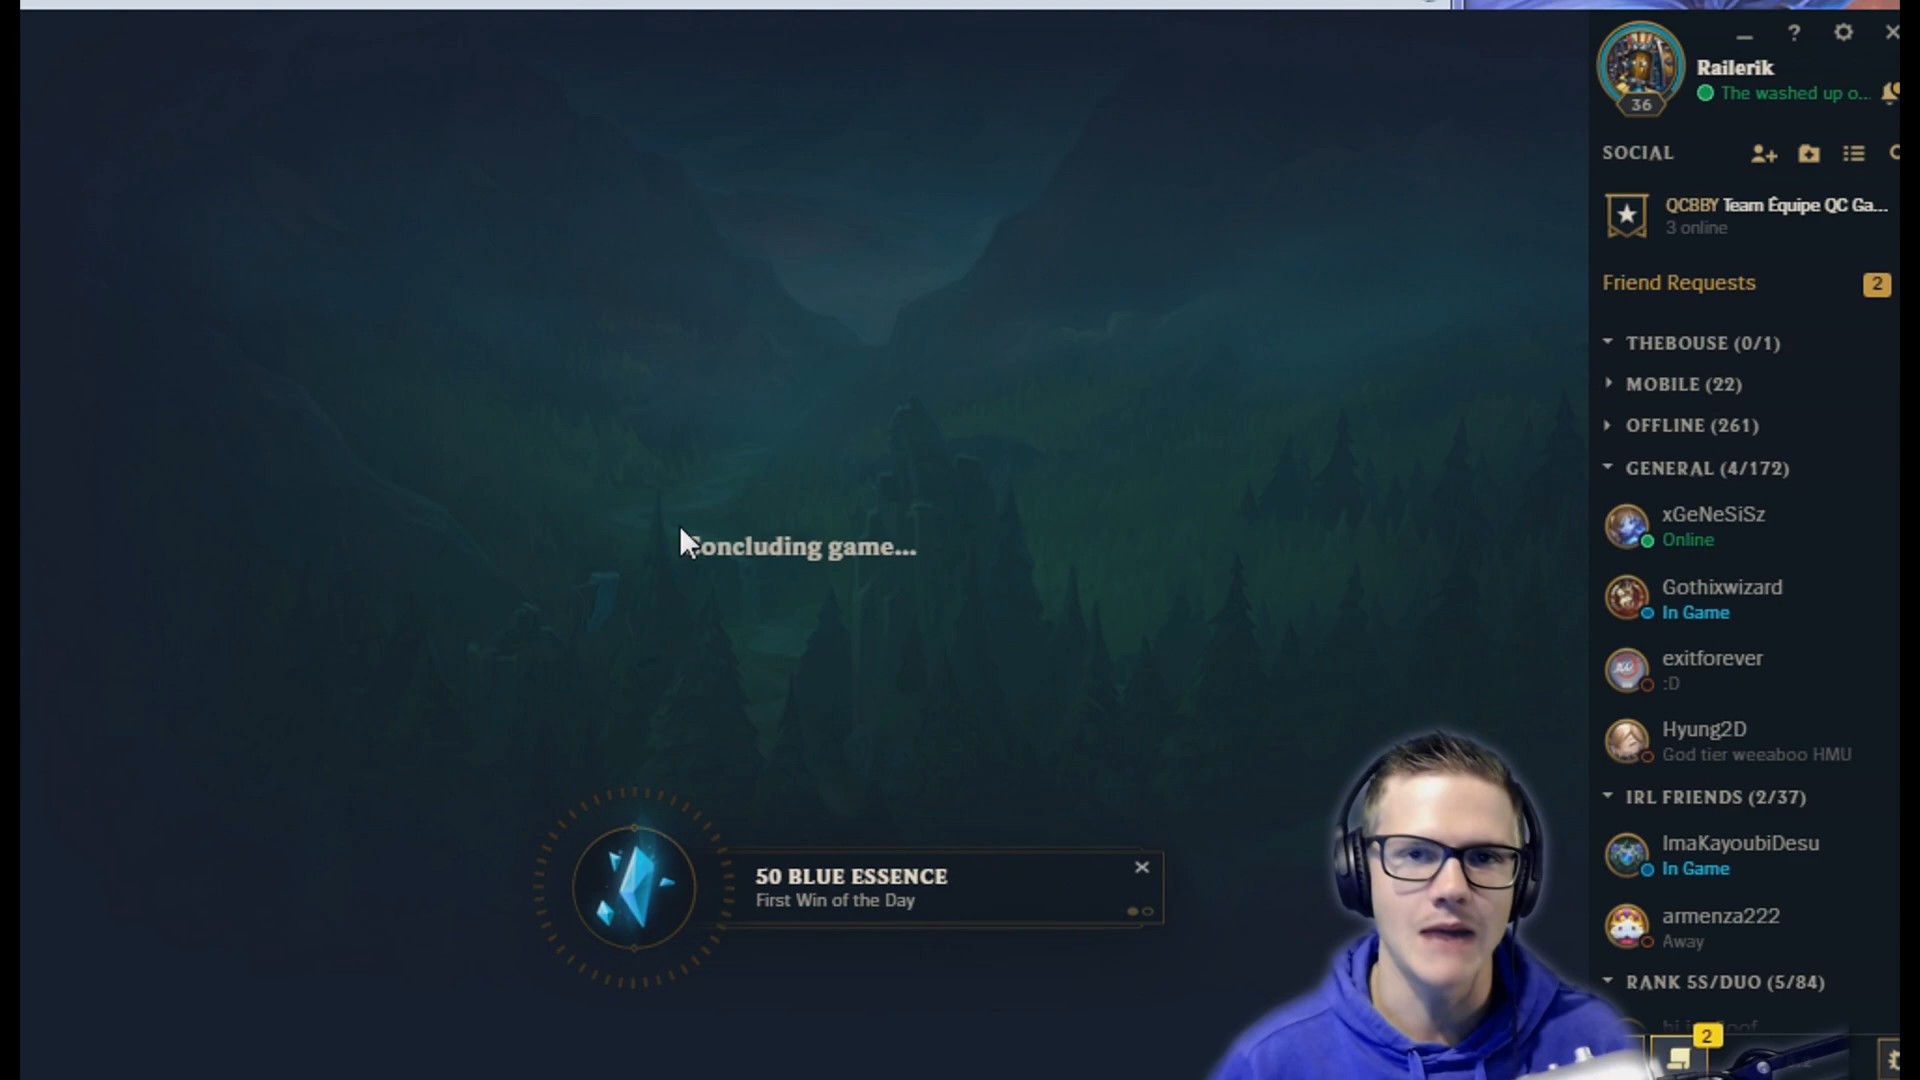 Railerik
36
The washed up o...
SOCIAL
QCBBY Team Équipe QC Ga...
3 online
Friend Requests
2
THEBOUSE (0/1)
MOBILE (22)
OFFLINE (261)
GENERAL (4/172)
xGeNeSiSz
Online
Gothixwizard
In Game
exitforever
:D
Hyung2D
God tier weeaboo HMU
IRL FRIENDS (2/37)
ImaKayoubiDesu
In Game
armenza222
Away
RANK 5S/DUO (5/84)
2
Concluding game...
50 BLUE ESSENCE
First Win of the Day